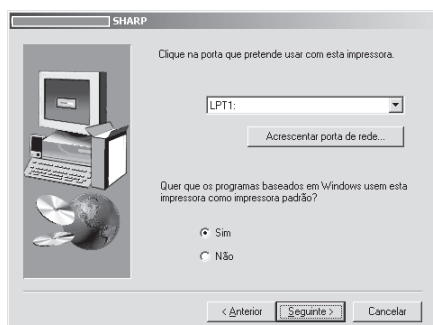 SHARP
Clique na porta que pretende usar com esta impressora.
LPT1:
Acrescentar porta de rede...
Quer que os programas baseados em Windows usem esta
impressora como impressora padrão?
Sim
Não
< Anterior
Seguinte >
Cancelar